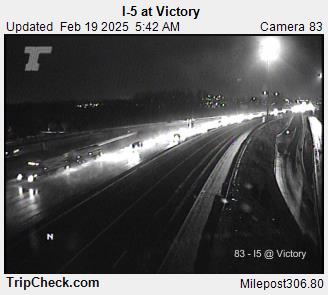 I-5 at Victory
Updated Feb 19 2025 5:42 AM Camera 83
T
N
83 - I5 @ Victory
TripCheck.com Milepost306.80